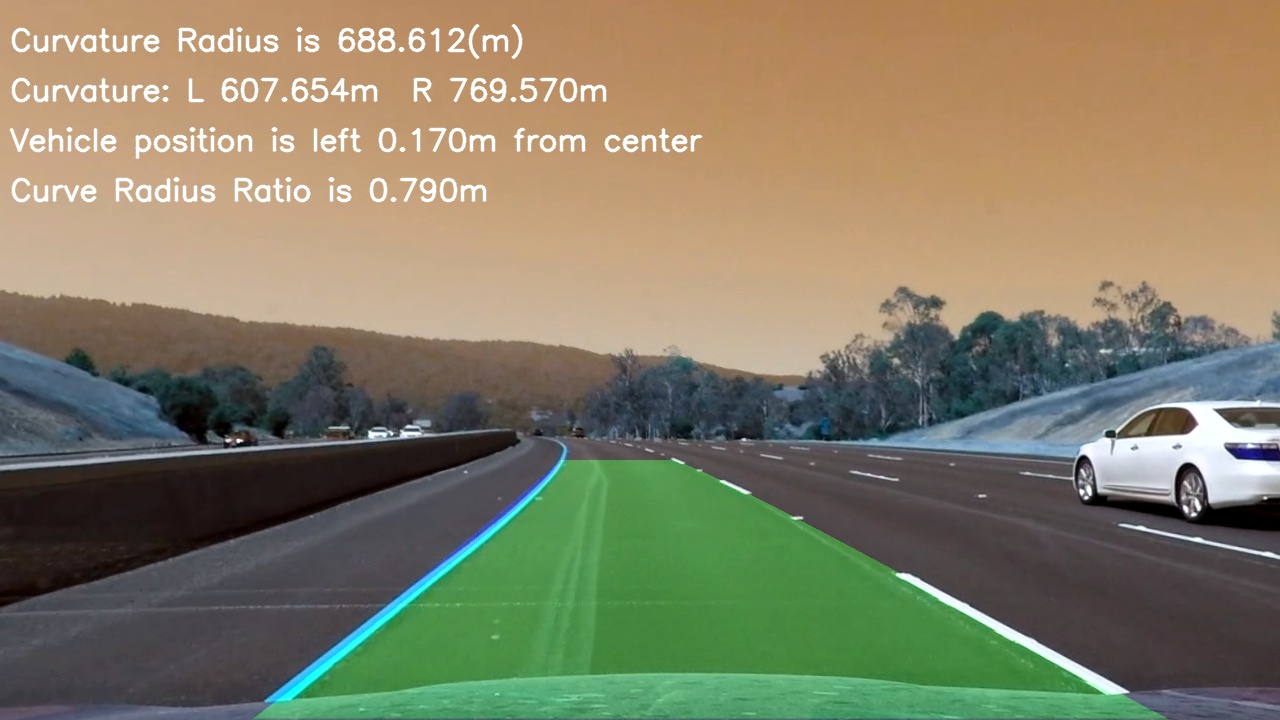 Curvature Radius is 688.612(m)
Curvature: L 607.654m R 769.570m
Vehicle position is left 0.170m from center
Curve Radius Ratio is 0.790m